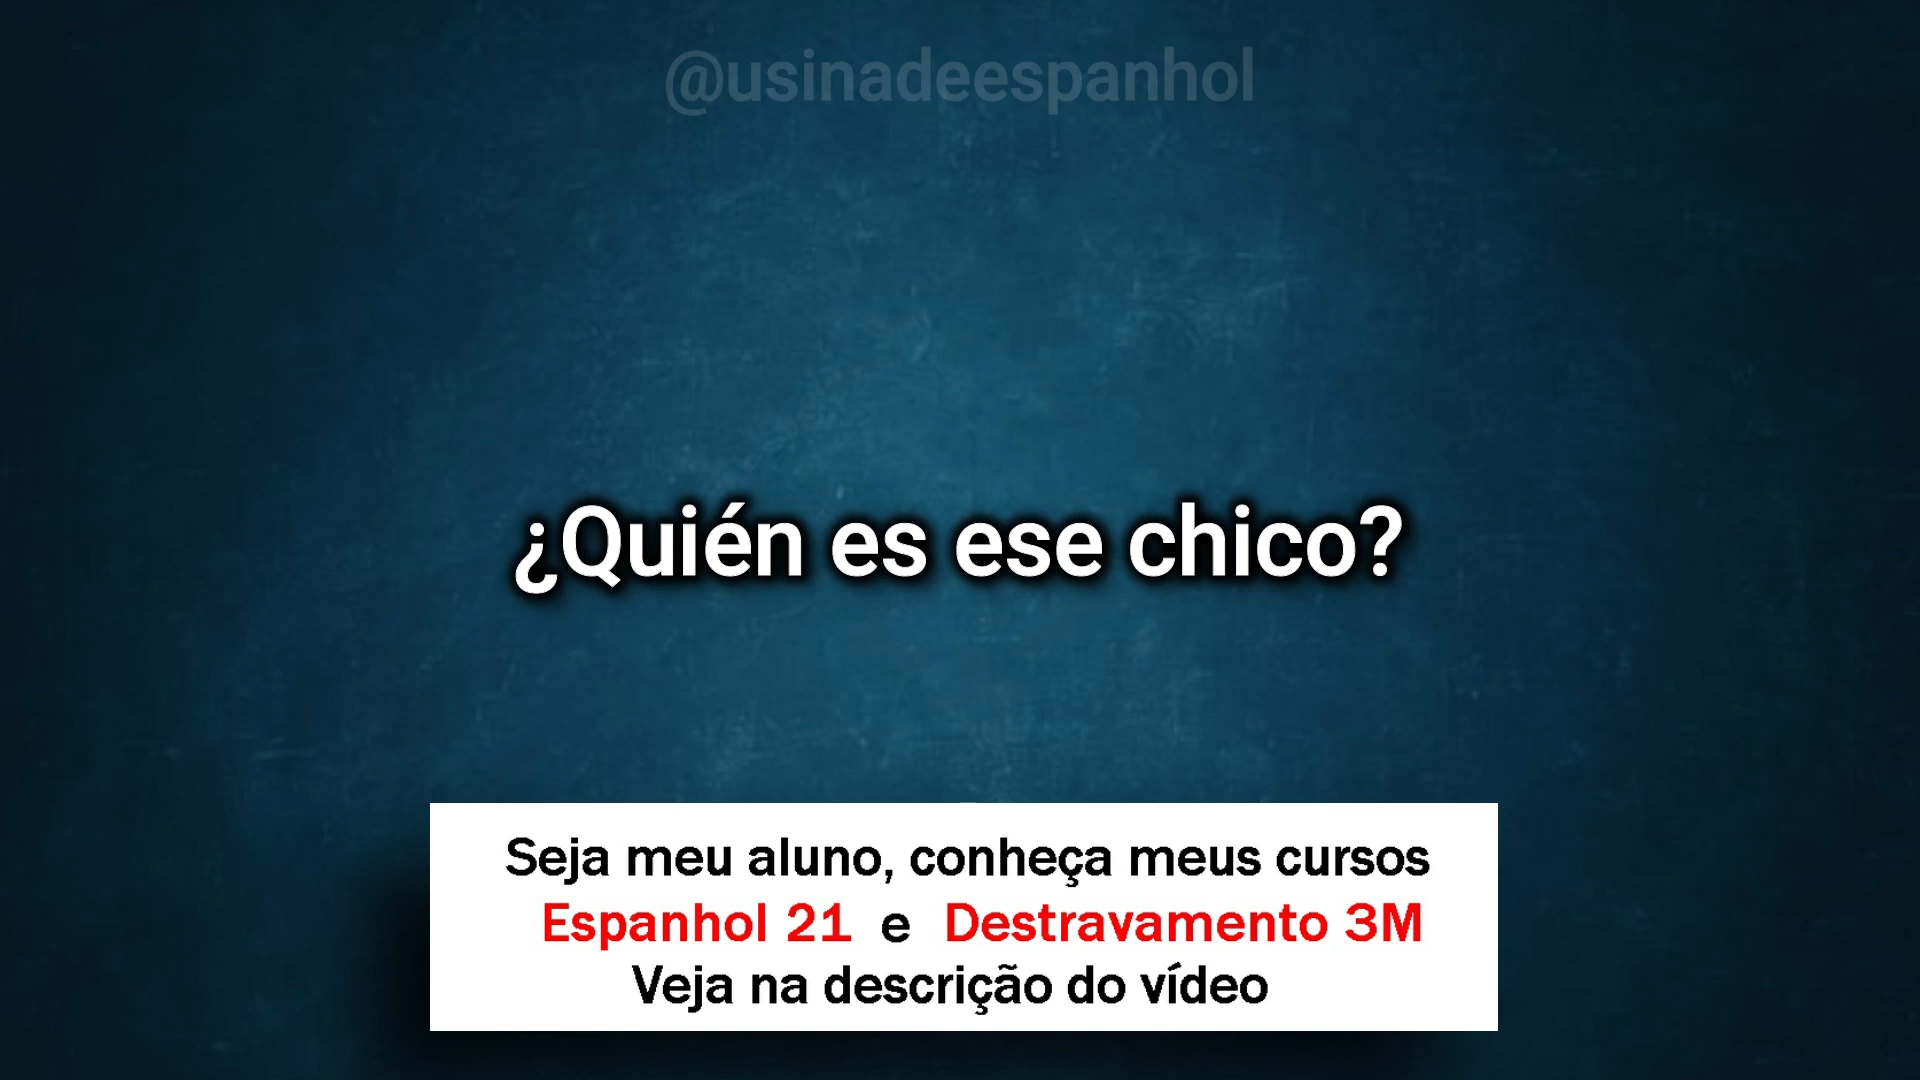 @usinadeespanhol
¿Quién es ese chico?
Seja meu aluno, conheça meus cursos
Espanhol 21 e Destravamento 3M
Veja na descrição do vídeo